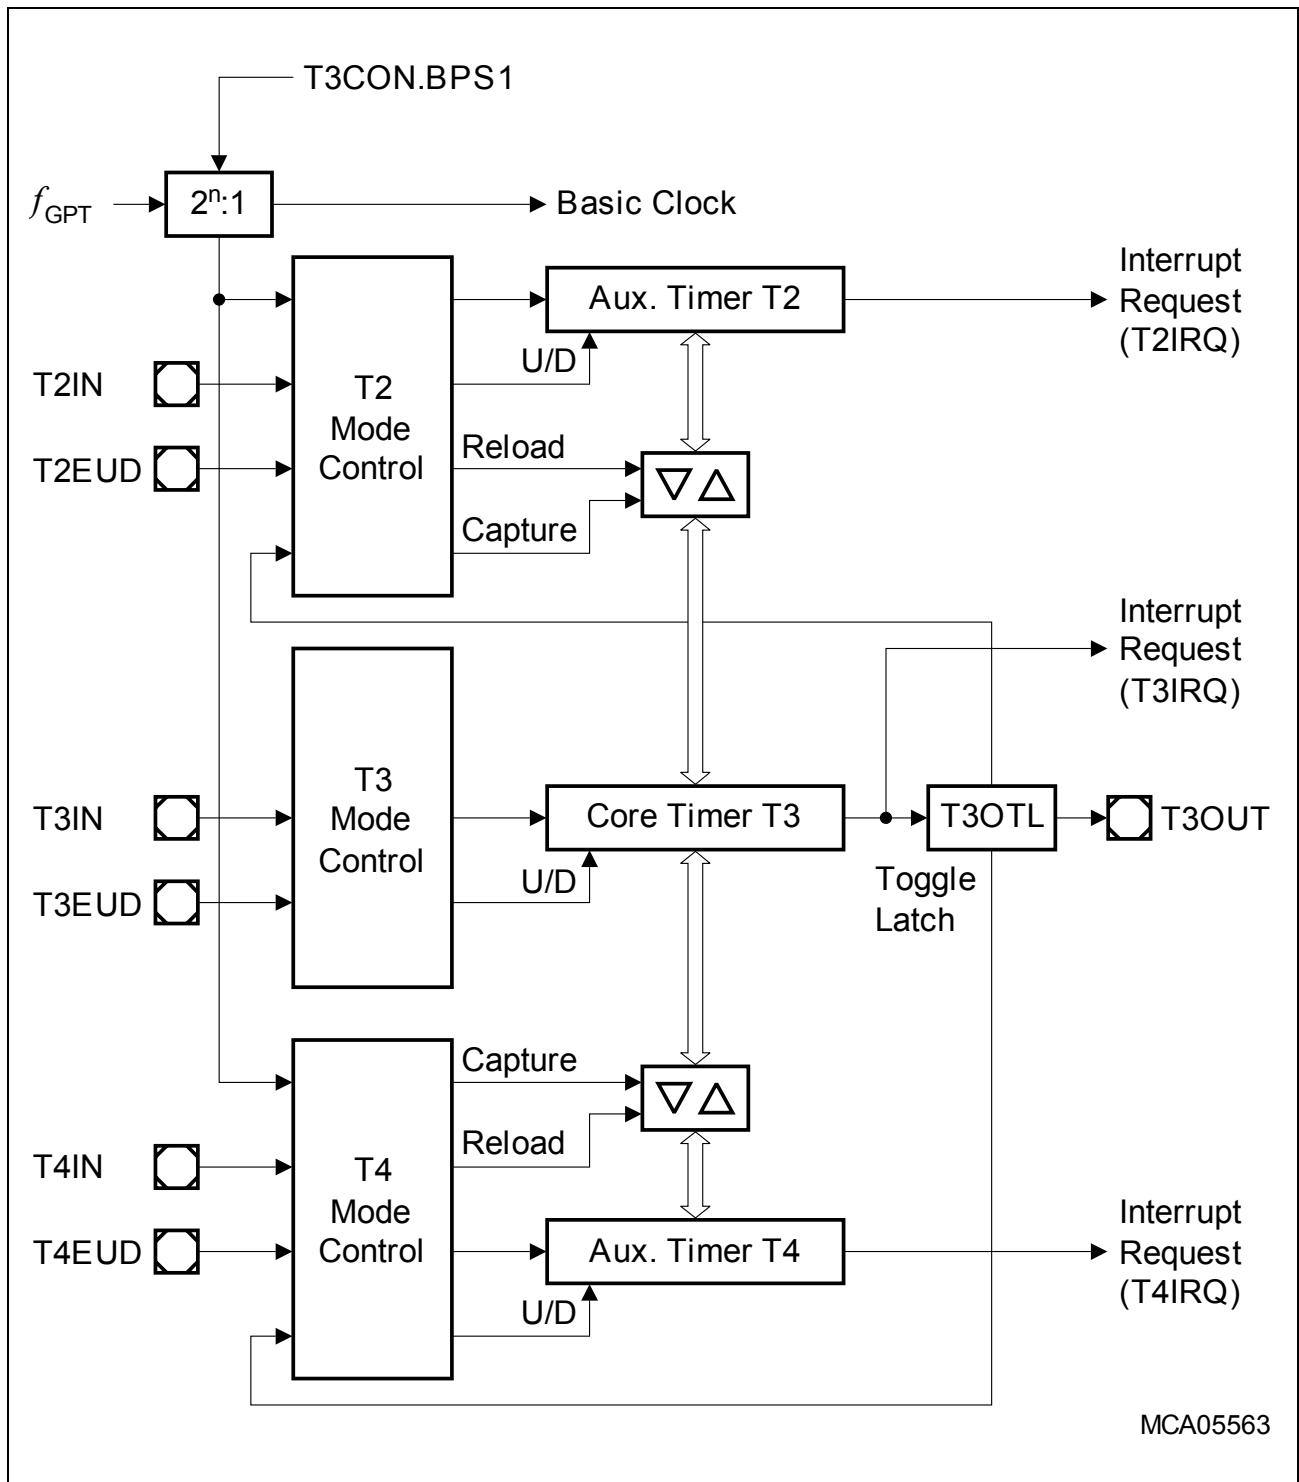 T3CON.BPS1
fGPT
2ⁿ:1
Basic Clock
Interrupt
Request
(T2IRQ)
Aux. Timer T2
U/D
T2IN
T2
Mode
Control
T2EUD
Reload
Capture
Interrupt
Request
(T3IRQ)
T3
Mode
Control
T3IN
Core Timer T3
T3OTL
T3OUT
U/D
Toggle
Latch
T3EUD
Capture
Reload
T4IN
T4
Mode
Control
T4EUD
Aux. Timer T4
U/D
Interrupt
Request
(T4IRQ)
MCA05563